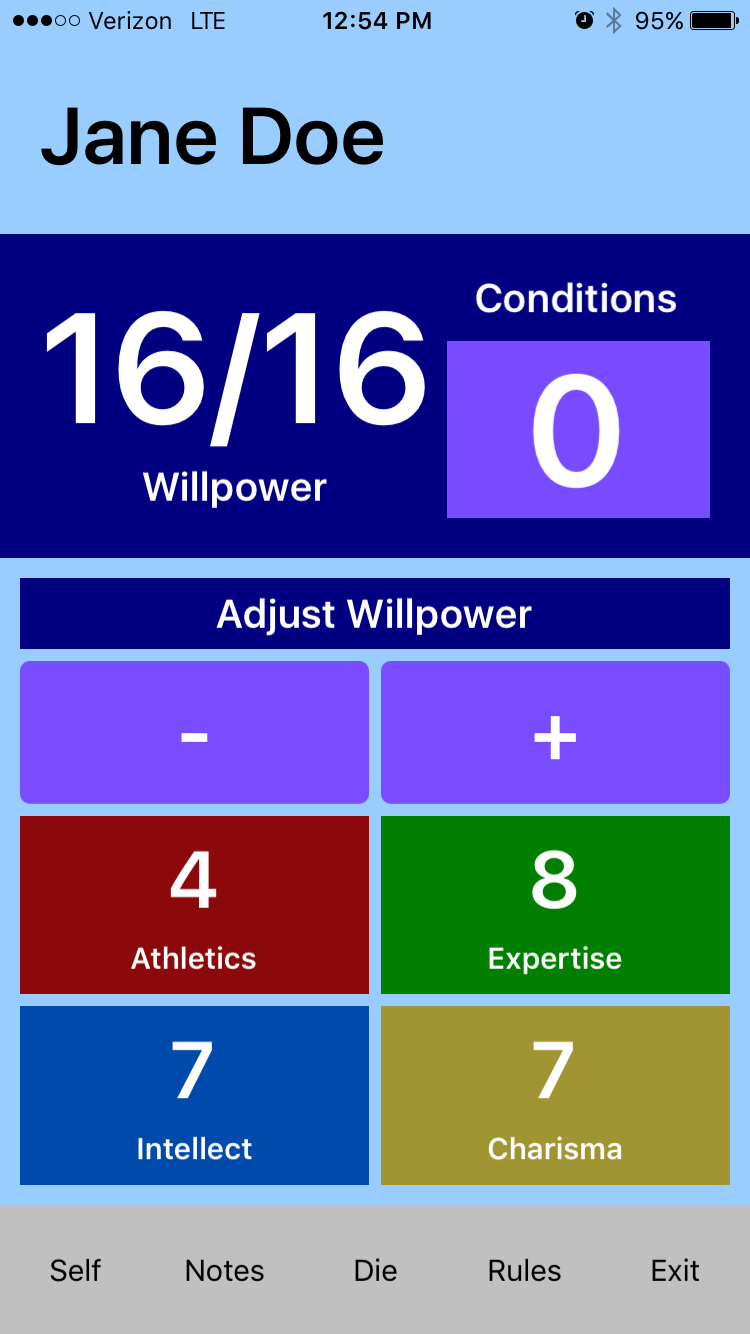 Verizon LTE 12:54 PM 95%
Jane Doe
16/16
Willpower
Conditions
0
Adjust Willpower
- +
4
Athletics
8
Expertise
7
Intellect
7
Charisma
Self Notes Die Rules Exit